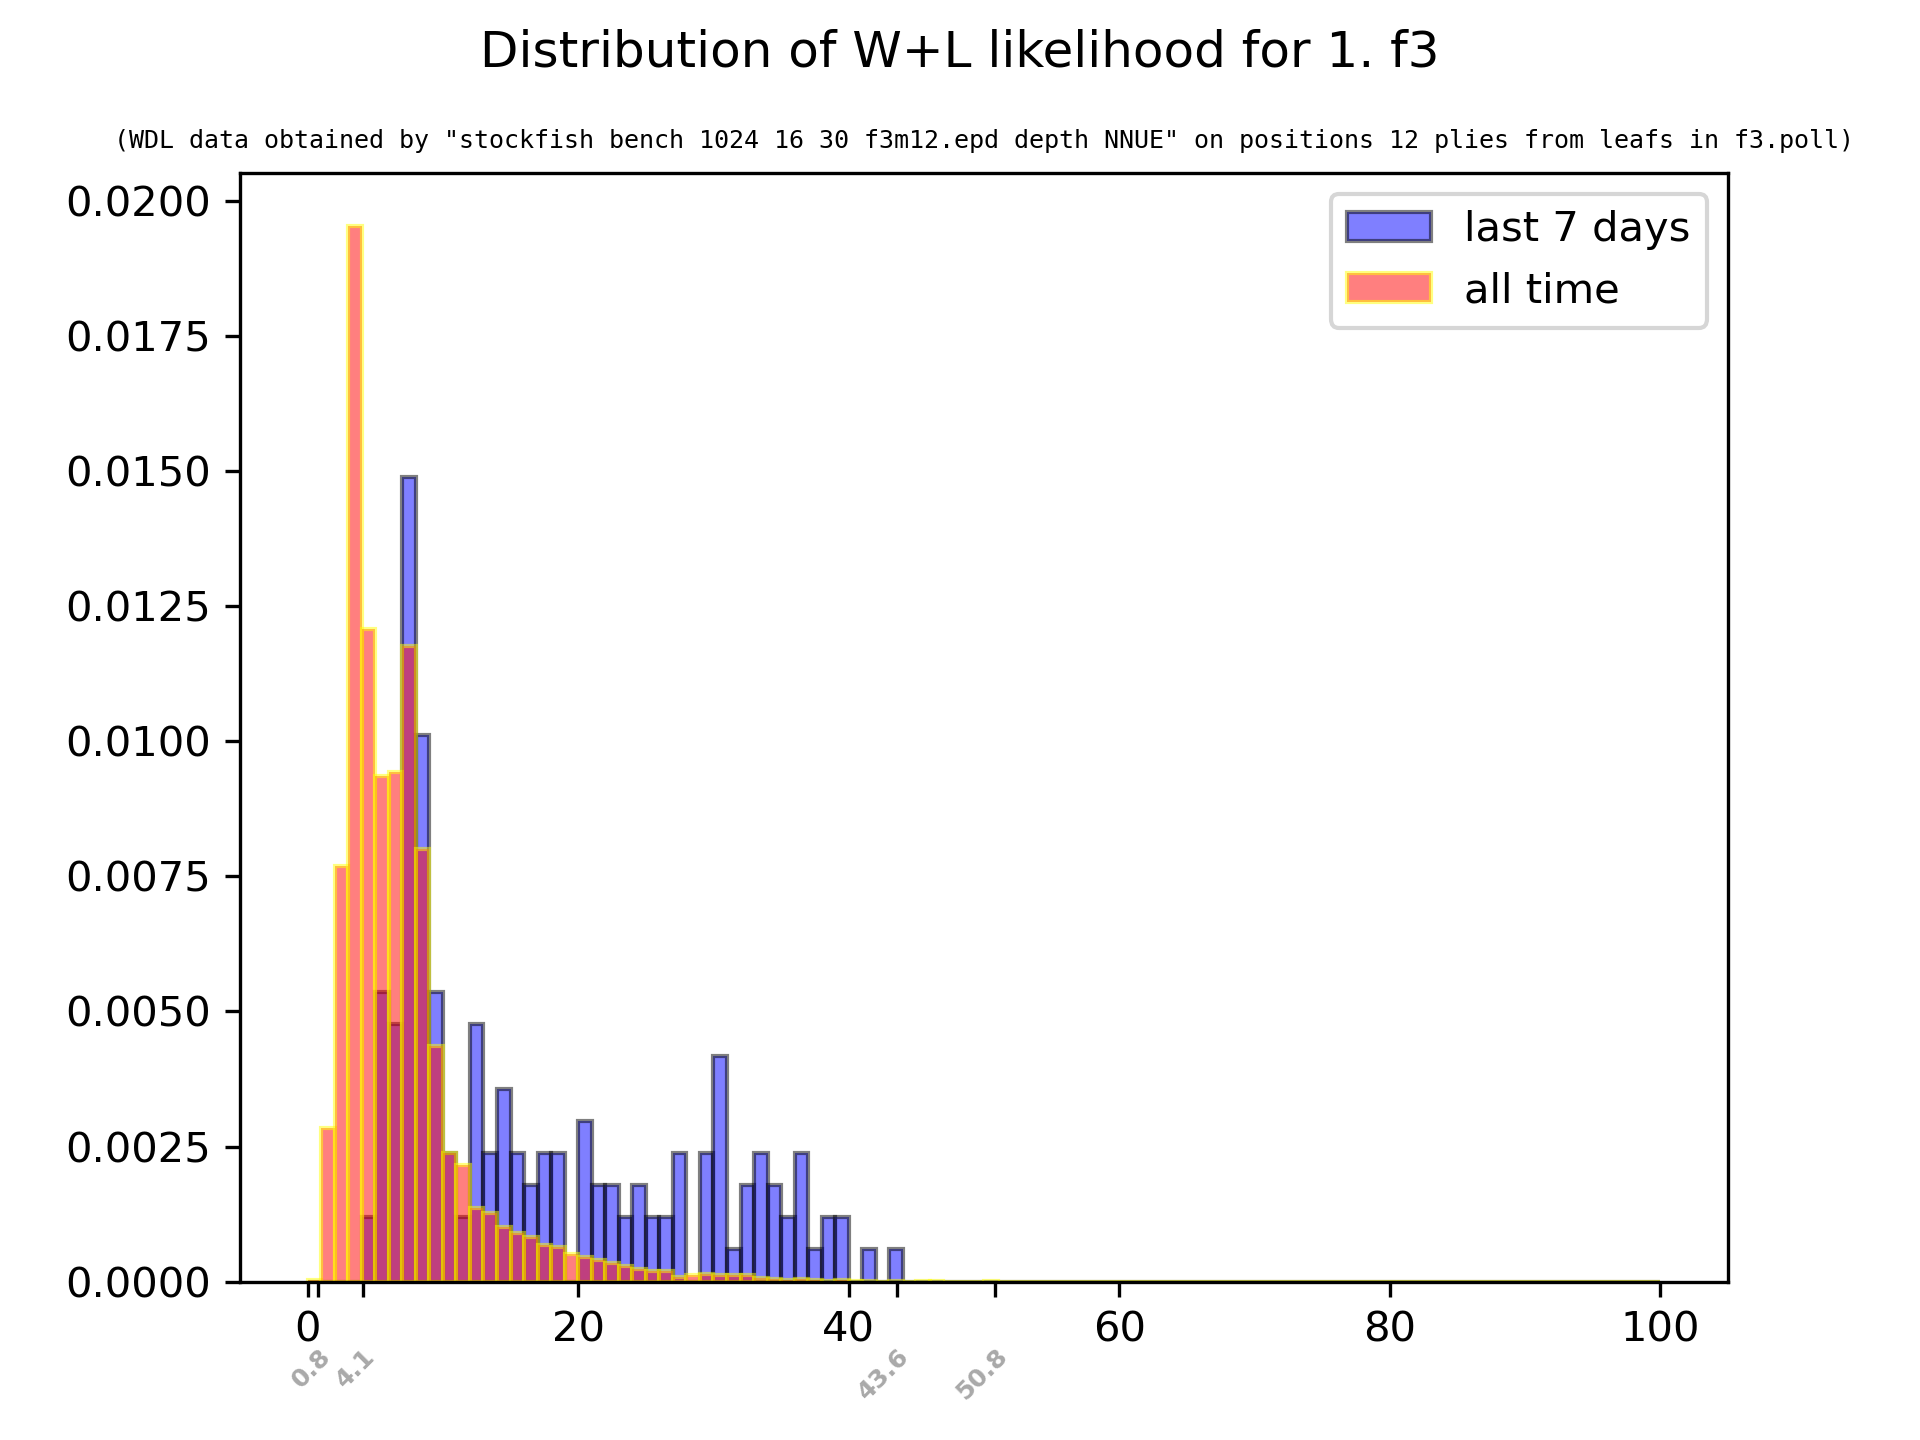 Distribution of W+L likelihood for 1. f3
(WDL data obtained by "stockfish bench 1024 16 30 f3m12.epd depth NNUE" on positions 12 plies from leafs in f3.poll)
last 7 days
all time
0.0200
0.0175
0.0150
0.0125
0.0100
0.0075
0.0050
0.0025
0.0000
0 20 40 60 80 100
0.8 4.1 43.6 50.8